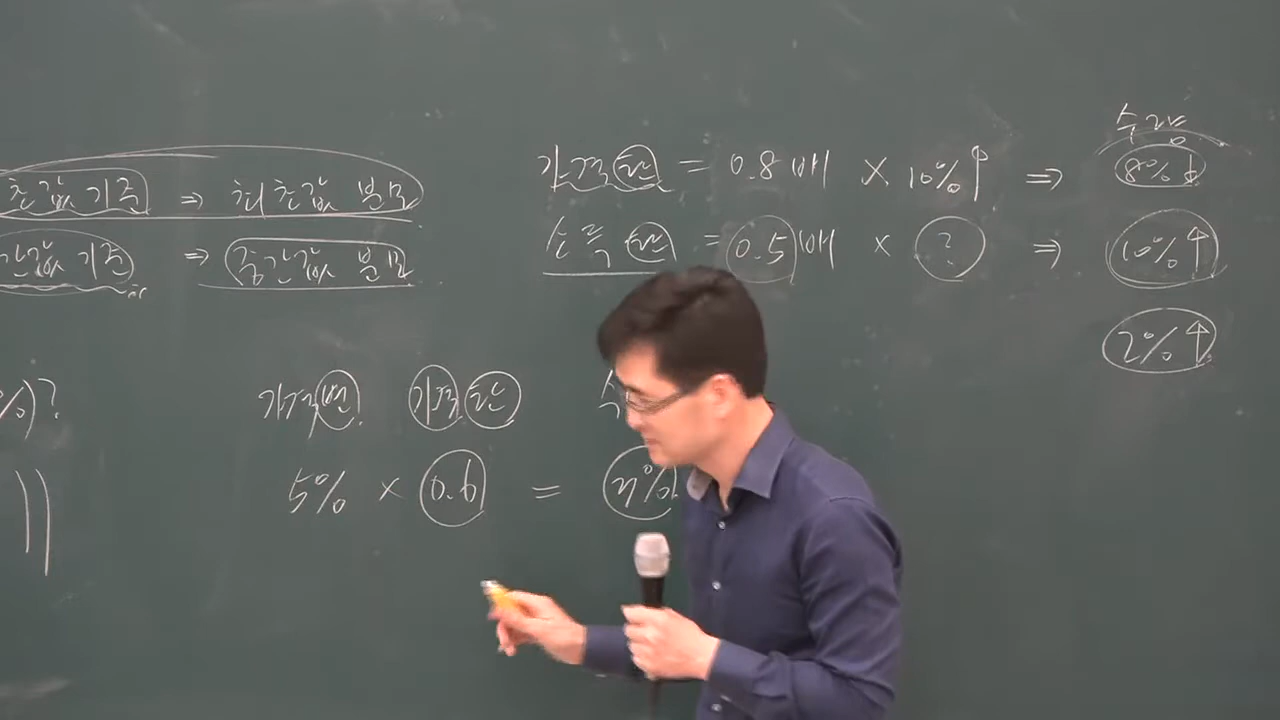 수량
가격탄 = 0.8배 × 10%↑ ⇒ 8%↓
소득탄 = 0.5배 × ? ⇒ 10%↑
2%↑
초값 기준 ⇒ 최초값 분모
간값 기준 ⇒ 중간값 분모
%)?
가격변 가격탄
5% × 0.6 = n%